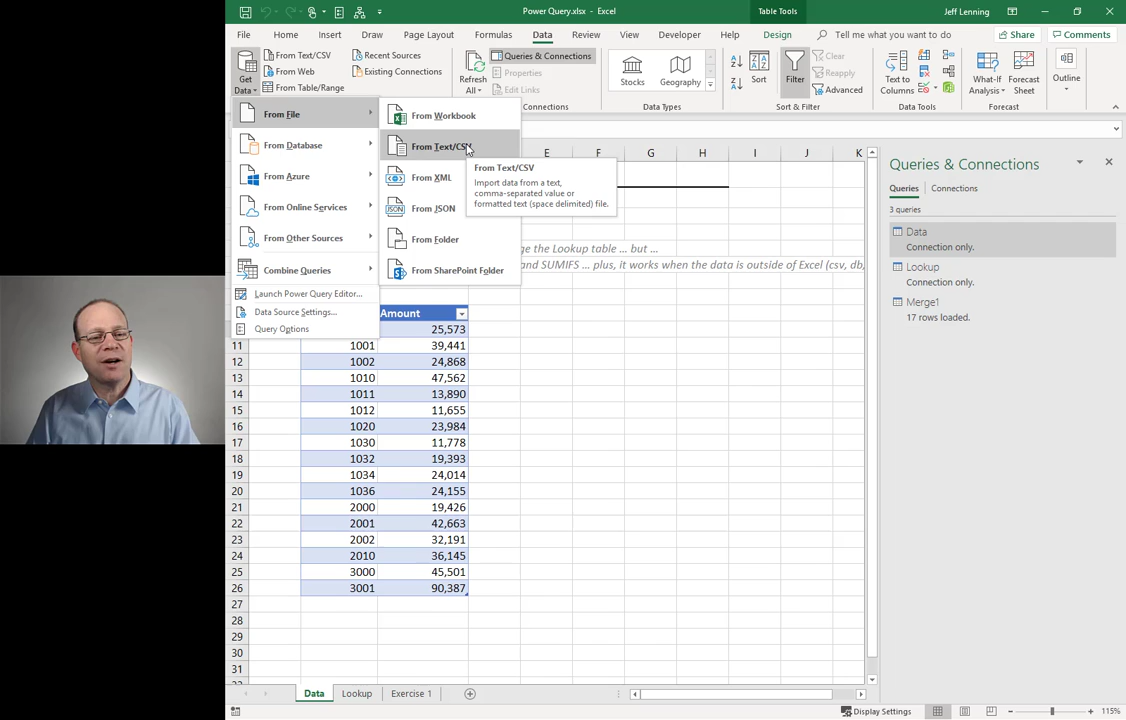 Power Query.xlsx - Excel
Table Tools
Jeff Lenning
File
Home
Insert
Draw
Page Layout
Formulas
Data
Review
View
Developer
Help
Design
Tell me what you want to do
Share
Comments
Get
Data
From Text/CSV
From Web
From Table/Range
Recent Sources
Existing Connections
Refresh
All
Queries & Connections
Properties
Edit Links
Connections
Stocks
Geography
Data Types
Sort
Filter
Clear
Reapply
Advanced
Sort & Filter
Text to
Columns
Data Tools
What-If
Analysis
Forecast
Sheet
Forecast
Outline
From File
From Database
From Azure
From Online Services
From Other Sources
Combine Queries
Launch Power Query Editor...
Data Source Settings...
Query Options
From Workbook
From Text/CSV
From XML
From JSON
JSON
From Folder
From SharePoint Folder
From Text/CSV
Import data from a text,
comma-separated value or
formatted text (space delimited) file.
E F G H I J K
ge the Lookup table ... but ...
and SUMIFS ... plus, it works when the data is outside of Excel (csv, db,
Amount
25,573
11 1001 39,441
12 1002 24,868
13 1010 47,562
14 1011 13,890
15 1012 11,655
16 1020 23,984
17 1030 11,778
18 1032 19,393
19 1034 24,014
20 1036 24,155
21 2000 19,426
22 2001 42,663
23 2002 32,191
24 2010 36,145
25 3000 45,501
26 3001 90,387
27
28
29
30
31
Queries & Connections
Queries
Connections
3 queries
Data
Connection only.
Lookup
Connection only.
Merge1
17 rows loaded.
Data
Lookup
Exercise 1
Display Settings
115%